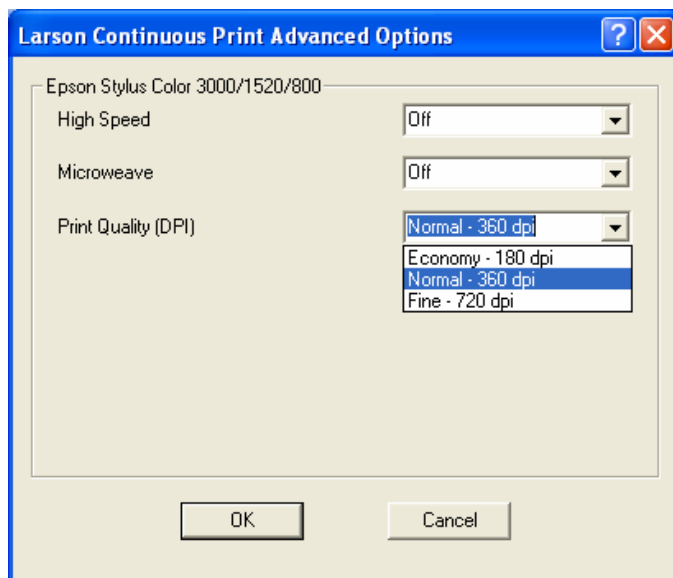 Larson Continuous Print Advanced Options
Epson Stylus Color 3000/1520/800
High Speed Off
Microweave Off
Print Quality (DPI) Normal - 360 dpi
Economy - 180 dpi
Normal - 360 dpi
Fine - 720 dpi
OK Cancel